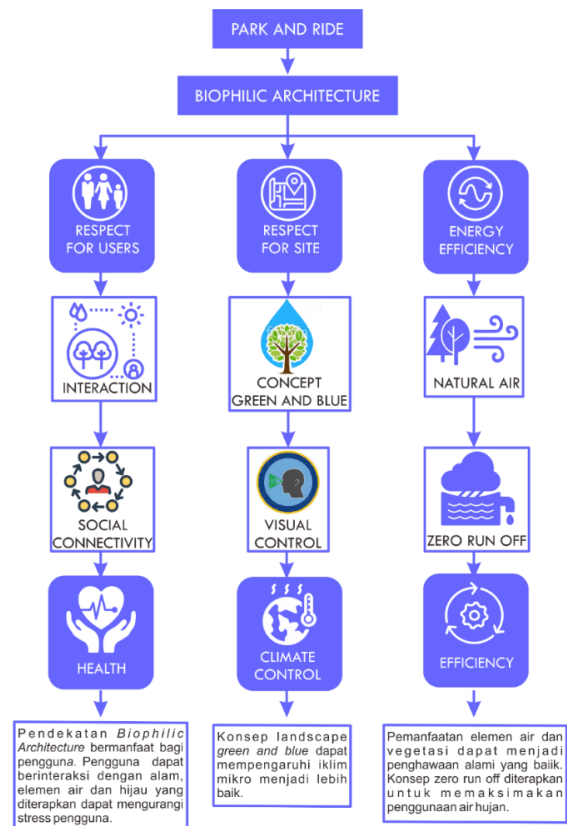 PARK AND RIDE
BIOPHILIC ARCHITECTURE
RESPECT
FOR USERS
RESPECT
FOR SITE
ENERGY
EFFICIENCY
INTERACTION
CONCEPT
GREEN AND BLUE
NATURAL AIR
SOCIAL
CONNECTIVITY
VISUAL
CONTROL
ZERO RUN OFF
HEALTH
CLIMATE
CONTROL
EFFICIENCY
Pendekatan Biophilic
Architecture bermanfaat bagi
pengguna. Pengguna dapat
berinteraksi dengan alam,
elemen air dan hijau yang
diterapkan dapat mengurangi
stress pengguna.
Konsep landscape
green and blue dapat
mempengaruhi iklim
mikro menjadi lebih
baik.
Pemanfaatan elemen air dan
vegetasi dapat menjadi
penghawaan alami yang baiik.
Konsep zero run off diterapkan
untuk memaksimakan
penggunaan air hujan.